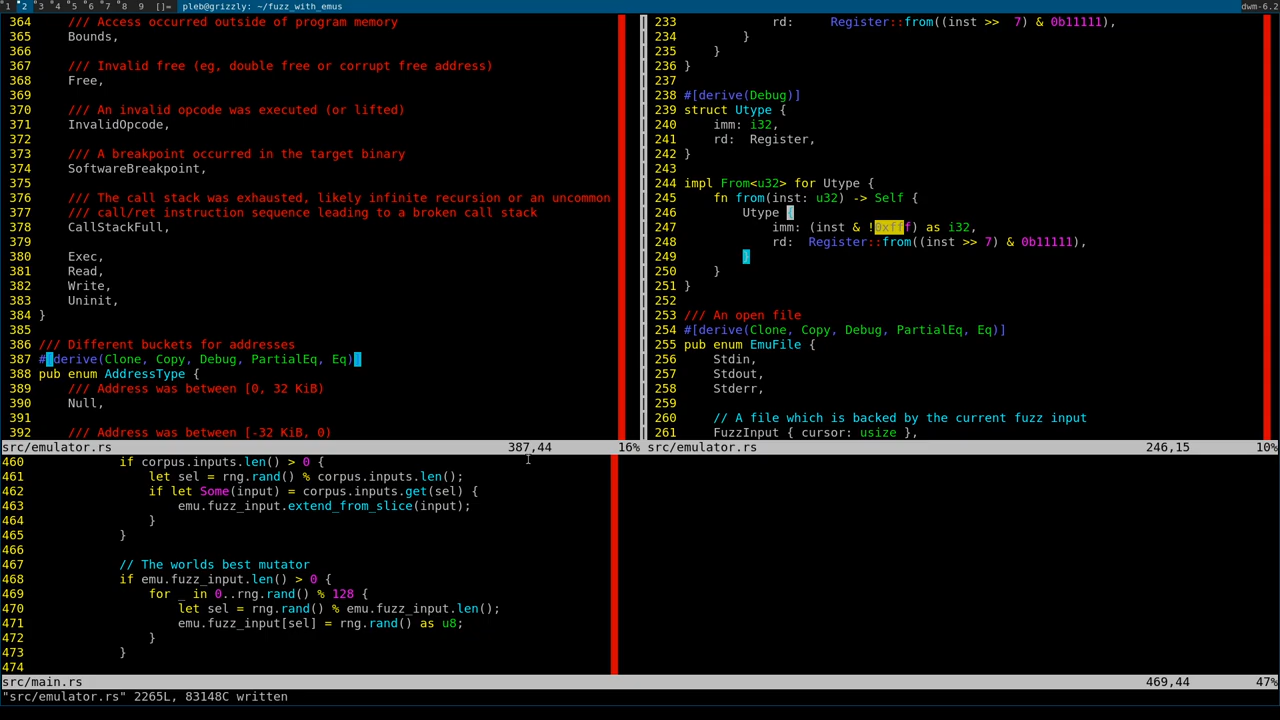 1 2 3 4 5 6 7 8 9 []= pleb@grizzly: ~/fuzz_with_emus dwm-6.2
364 /// Access occurred outside of program memory
365 Bounds,
366
367 /// Invalid free (eg, double free or corrupt free address)
368 Free,
369
370 /// An invalid opcode was executed (or lifted)
371 InvalidOpcode,
372
373 /// A breakpoint occurred in the target binary
374 SoftwareBreakpoint,
375
376 /// The call stack was exhausted, likely infinite recursion or an uncommon
377 /// call/ret instruction sequence leading to a broken call stack
378 CallStackFull,
379
380 Exec,
381 Read,
382 Write,
383 Uninit,
384 }
385
386 /// Different buckets for addresses
387 #[derive(Clone, Copy, Debug, PartialEq, Eq)]
388 pub enum AddressType {
389 /// Address was between [0, 32 KiB)
390 Null,
391
392 /// Address was between [-32 KiB, 0)
src/emulator.rs 387,44 16%
233 rd: Register::from((inst >> 7) & 0b11111),
234 }
235 }
236 }
237
238 #[derive(Debug)]
239 struct Utype {
240 imm: i32,
241 rd: Register,
242 }
243
244 impl From<u32> for Utype {
245 fn from(inst: u32) -> Self {
246 Utype {
247 imm: (inst & !0xfff) as i32,
248 rd: Register::from((inst >> 7) & 0b11111),
249 }
250 }
251 }
252
253 /// An open file
254 #[derive(Clone, Copy, Debug, PartialEq, Eq)]
255 pub enum EmuFile {
256 Stdin,
257 Stdout,
258 Stderr,
259
260 // A file which is backed by the current fuzz input
261 FuzzInput { cursor: usize },
src/emulator.rs 246,15 10%
460 if corpus.inputs.len() > 0 {
461 let sel = rng.rand() % corpus.inputs.len();
462 if let Some(input) = corpus.inputs.get(sel) {
463 emu.fuzz_input.extend_from_slice(input);
464 }
465 }
466
467 // The worlds best mutator
468 if emu.fuzz_input.len() > 0 {
469 for _ in 0..rng.rand() % 128 {
470 let sel = rng.rand() % emu.fuzz_input.len();
471 emu.fuzz_input[sel] = rng.rand() as u8;
472 }
473 }
474
src/main.rs 469,44 47%
"src/emulator.rs" 2265L, 83148C written